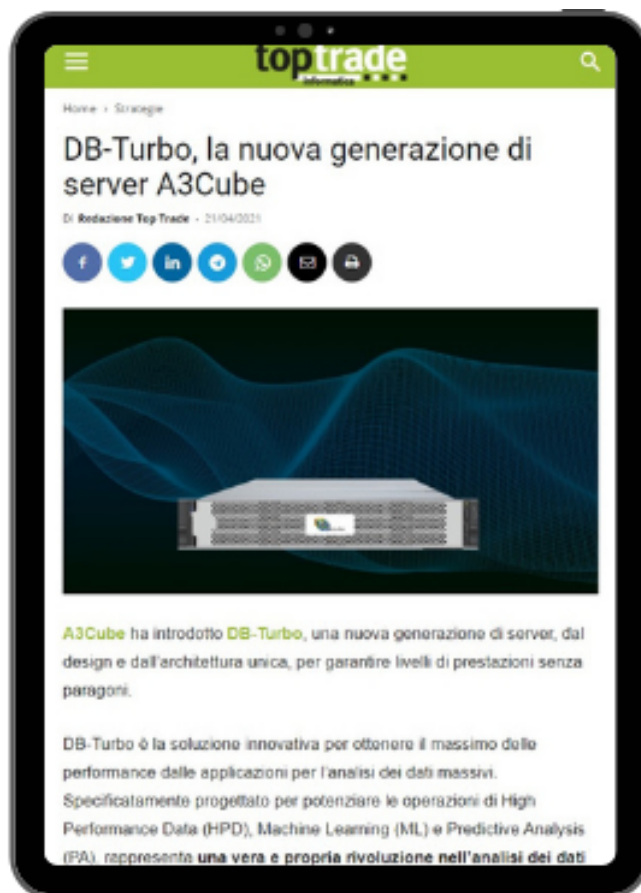 toptrade
informatica
Home › Strategie
DB-Turbo, la nuova generazione di
server A3Cube
Di Redazione Top Trade - 21/04/2021
A3Cube ha introdotto DB-Turbo, una nuova generazione di server, dal
design e dall'architettura unica, per garantire livelli di prestazioni senza
paragoni.
DB-Turbo è la soluzione innovativa per ottenere il massimo delle
performance dalle applicazioni per l'analisi dei dati massivi.
Specificatamente progettato per potenziare le operazioni di High
Performance Data (HPD), Machine Learning (ML) e Predictive Analysis
(PA), rappresenta una vera e propria rivoluzione nell'analisi dei dati